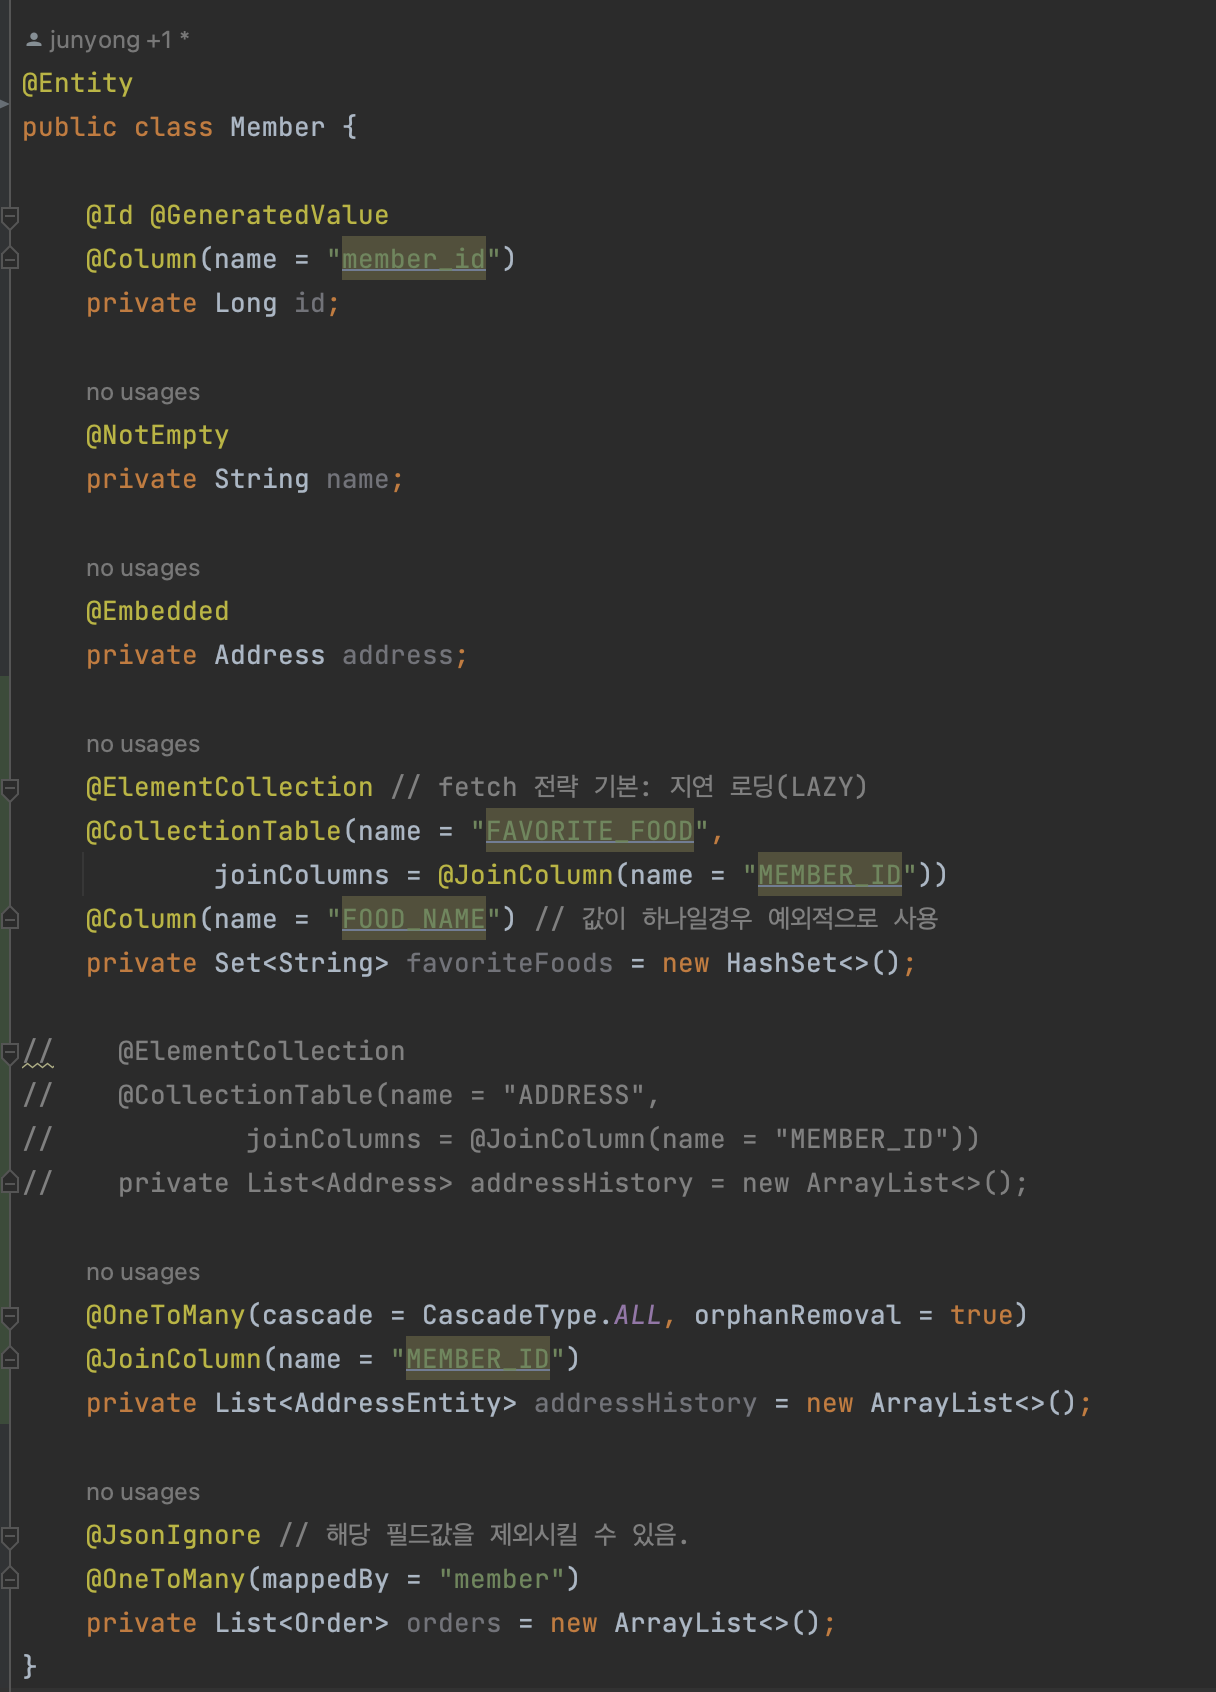 junyong +1 *
@Entity
public class Member {
@Id @GeneratedValue
@Column(name = "member_id")
private Long id;
no usages
@NotEmpty
private String name;
no usages
@Embedded
private Address address;
no usages
@ElementCollection // fetch 전략 기본: 지연 로딩(LAZY)
@CollectionTable(name = "FAVORITE_FOOD",
joinColumns = @JoinColumn(name = "MEMBER_ID"))
@Column(name = "FOOD_NAME") // 값이 하나일경우 예외적으로 사용
private Set<String> favoriteFoods = new HashSet<>();
// @ElementCollection
// @CollectionTable(name = "ADDRESS",
// joinColumns = @JoinColumn(name = "MEMBER_ID"))
// private List<Address> addressHistory = new ArrayList<>();
no usages
@OneToMany(cascade = CascadeType.ALL, orphanRemoval = true)
@JoinColumn(name = "MEMBER_ID")
private List<AddressEntity> addressHistory = new ArrayList<>();
no usages
@JsonIgnore // 해당 필드값을 제외시킬 수 있음.
@OneToMany(mappedBy = "member")
private List<Order> orders = new ArrayList<>();
}